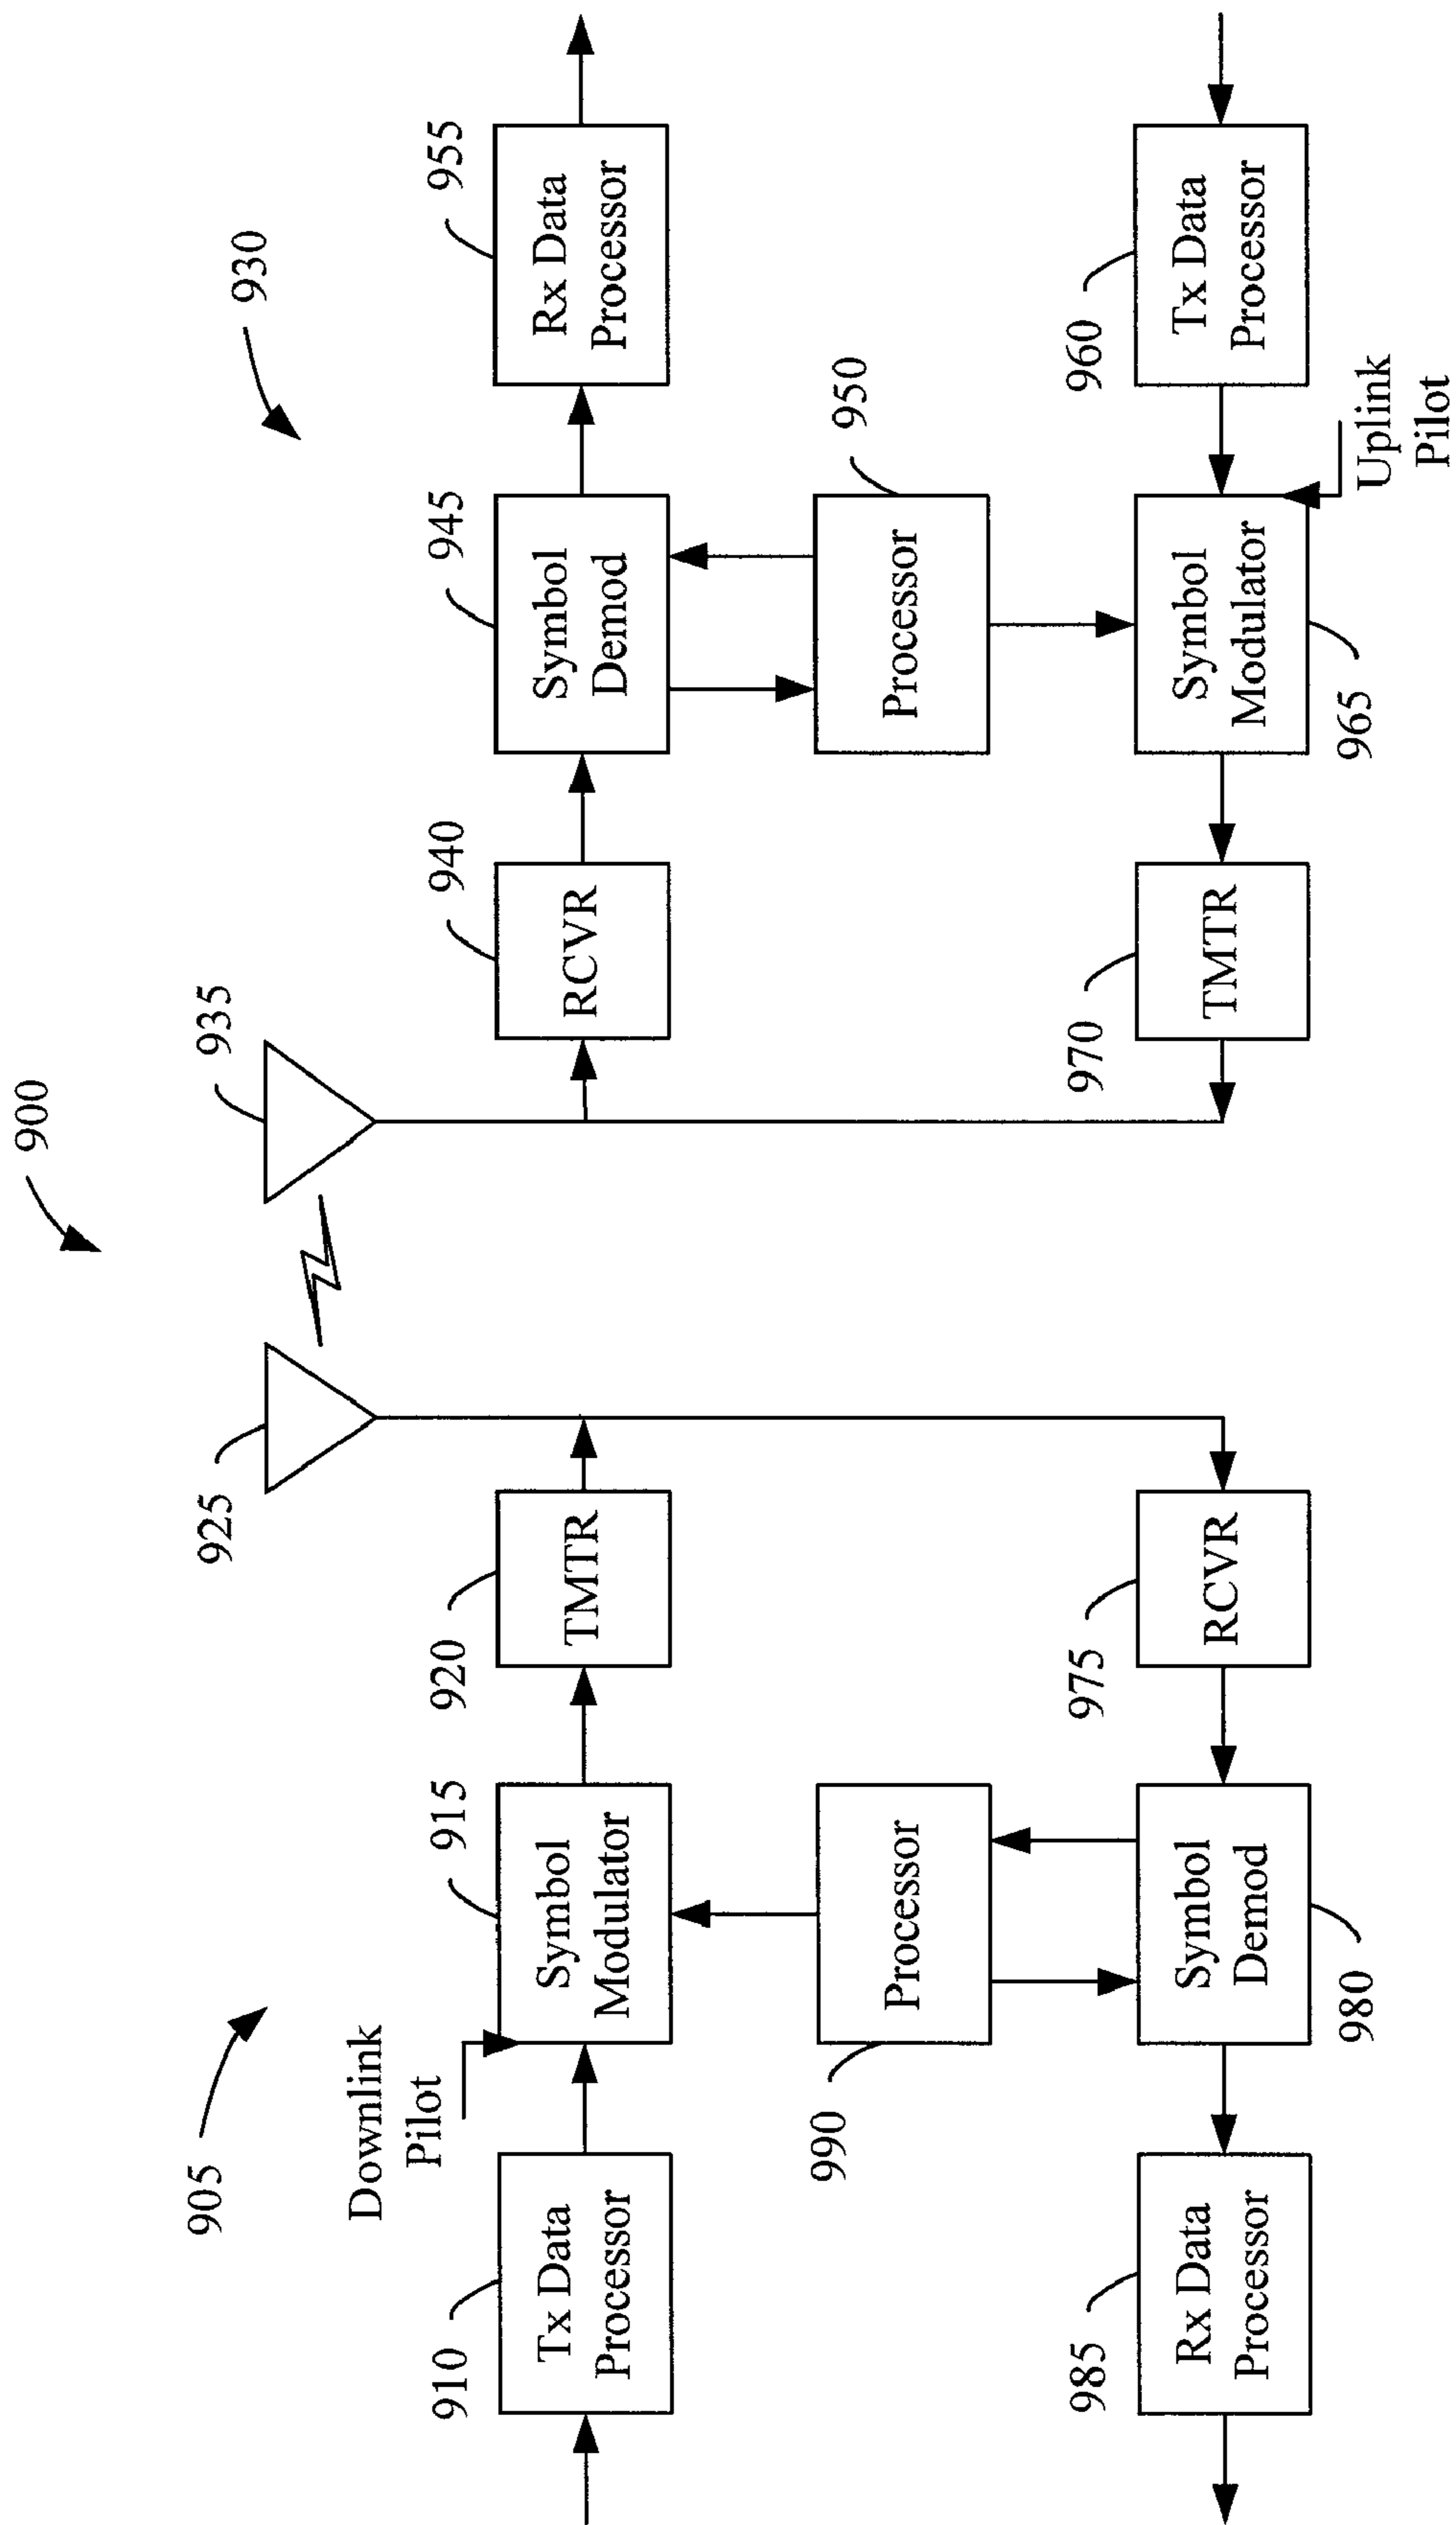 900
905
930
925
935
Downlink
Pilot
910
Tx Data
Processor
915
Symbol
Modulator
920
TMTR
940
RCVR
945
Symbol
Demod
955
Rx Data
Processor
990
Processor
950
Processor
985
Rx Data
Processor
980
Symbol
Demod
975
RCVR
970
TMTR
965
Symbol
Modulator
960
Tx Data
Processor
Uplink
Pilot